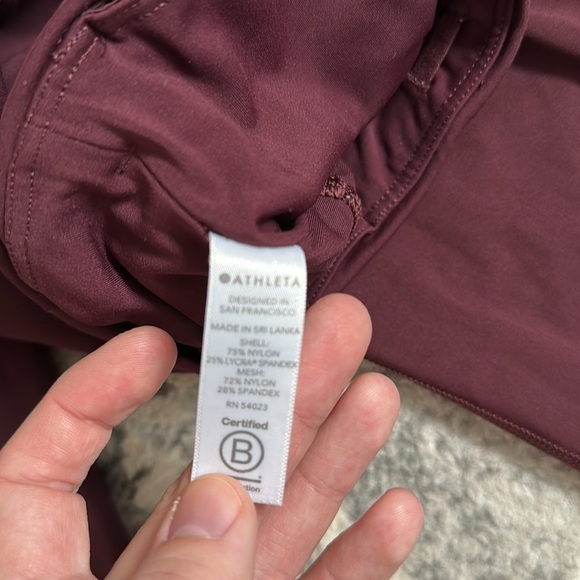 ATHLETA
DESIGNED IN
SAN FRANCISCO
MADE IN SRI LANKA
SHELL:
75% NYLON
25% LYCRA® SPANDEX
MESH:
72% NYLON
28% SPANDEX
RN 54023
Certified
B